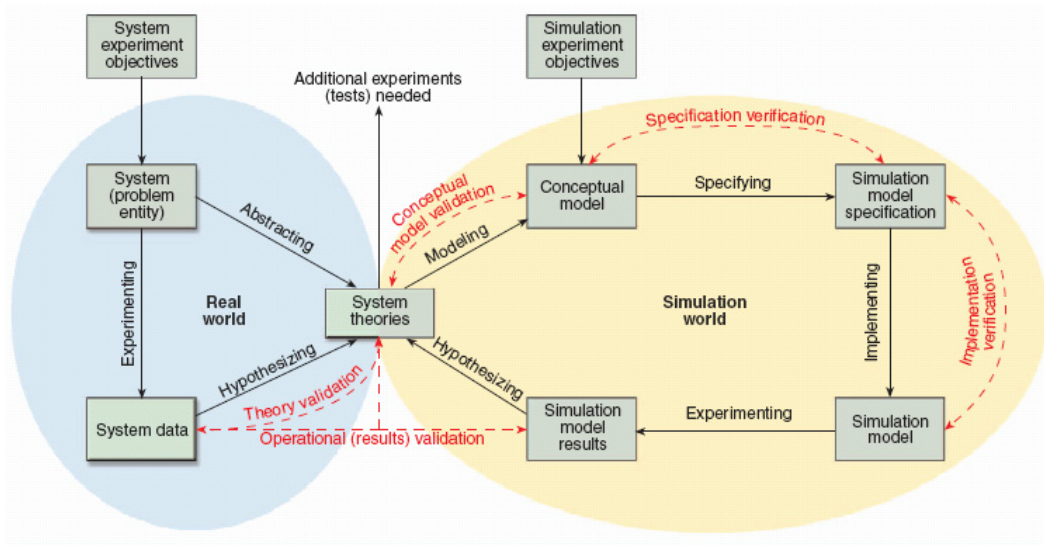 System
experiment
objectives
Simulation
experiment
objectives
Additional experiments
(tests) needed
Specification verification
System
(problem
entity)
Abstracting
Conceptual
model validation
Modeling
Conceptual
model
Specifying
Simulation
model
specification
Experimenting
Real
world
System
theories
Simulation
world
Implementing
Implementation
verification
Hypothesizing
Theory validation
Hypothesizing
System data
Operational (results) validation
Simulation
model
results
Experimenting
Simulation
model